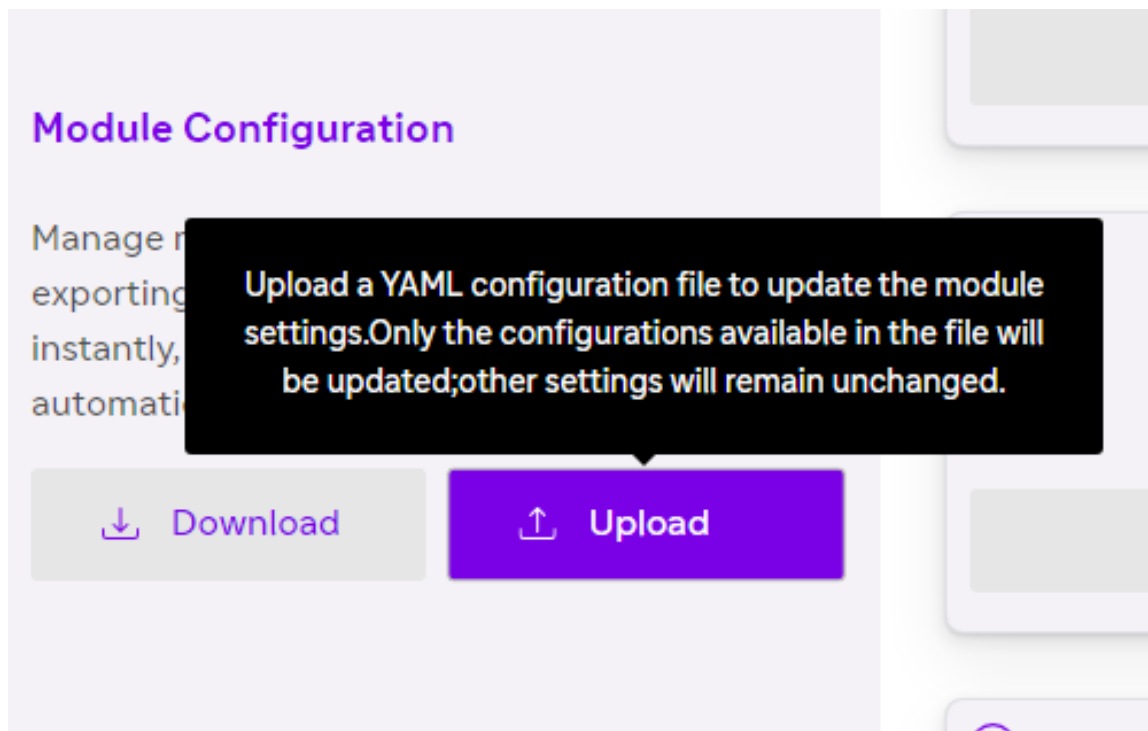 Module Configuration
Manage
exporting
instantly,
Upload a YAML configuration file to update the module
settings.Only the configurations available in the file will
be updated;other settings will remain unchanged.
Download
Upload